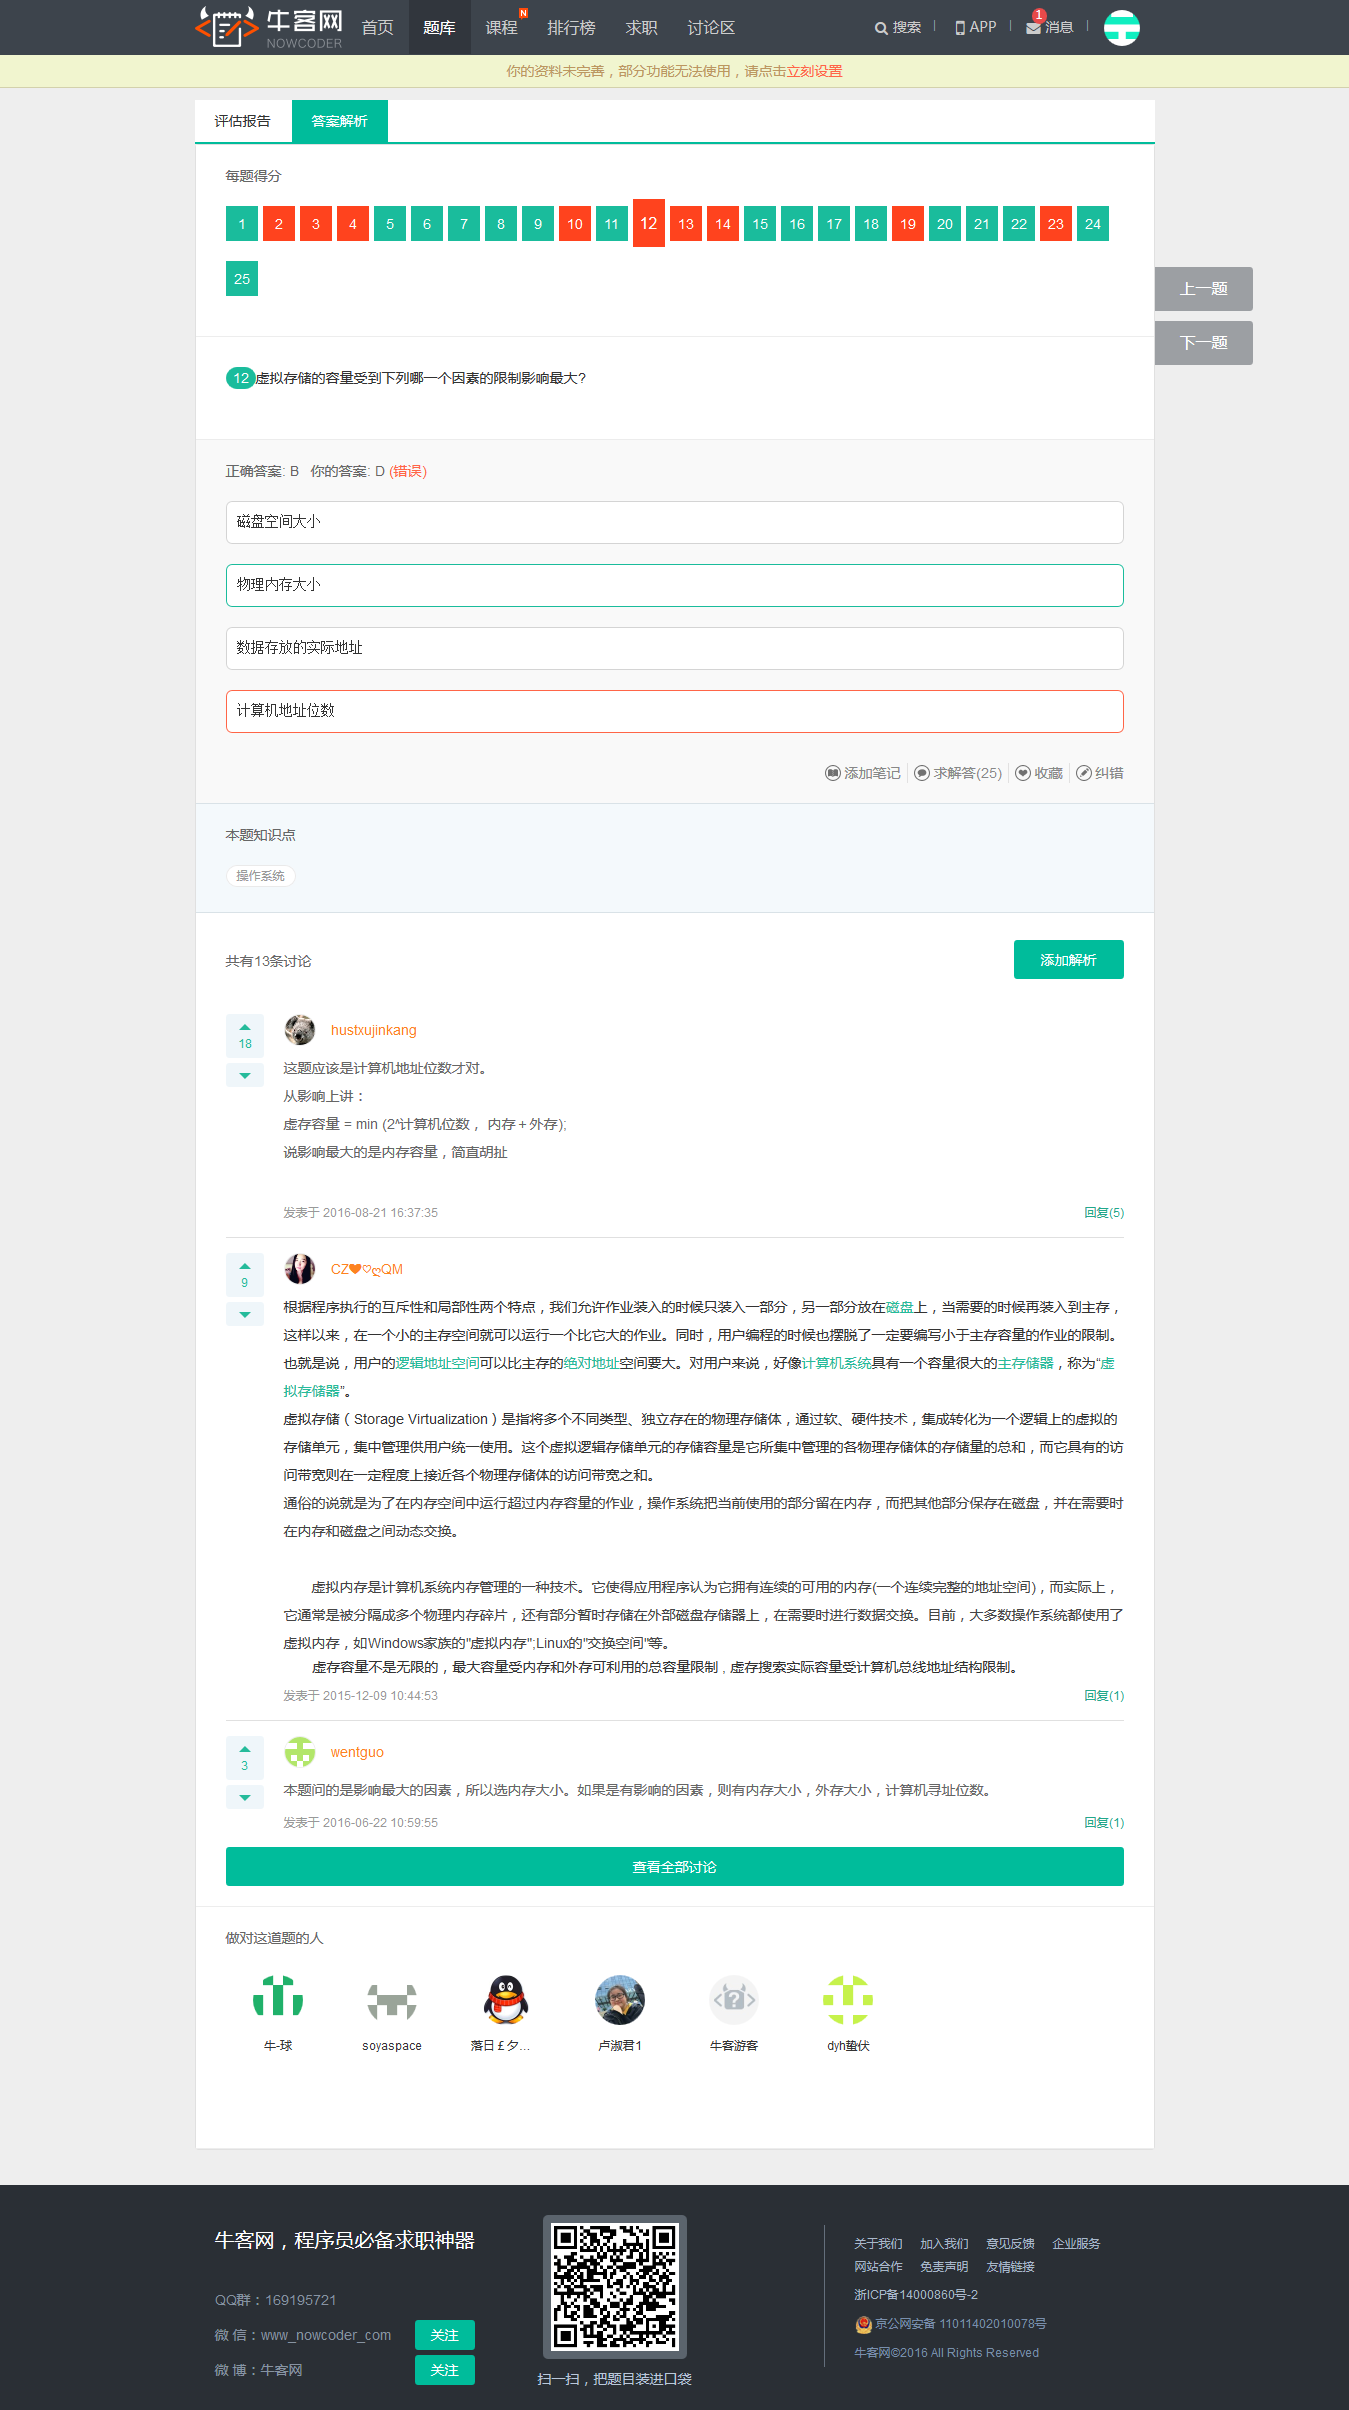 牛客网
NOWCODER
首页 题库 课程 N 排行榜 求职 讨论区 搜索 APP 1 消息
你的资料未完善，部分功能无法使用，请点击立刻设置
评估报告 答案解析
每题得分
1 2 3 4 5 6 7 8 9 10 11 12 13 14 15 16 17 18 19 20 21 22 23 24
25
上一题
下一题
12 虚拟存储的容量受到下列哪一个因素的限制影响最大?
正确答案: B 你的答案: D (错误)
磁盘空间大小
物理内存大小
数据存放的实际地址
计算机地址位数
添加笔记 求解答(25) 收藏 纠错
本题知识点
操作系统
共有13条讨论 添加解析
18 hustxujinkang
这题应该是计算机地址位数才对。
从影响上讲：
虚存容量 = min (2^计算机位数， 内存＋外存);
说影响最大的是内存容量，简直胡扯
发表于 2016-08-21 16:37:35 回复(5)
9 CZ❤♡ღQM
根据程序执行的互斥性和局部性两个特点，我们允许作业装入的时候只装入一部分，另一部分放在磁盘上，当需要的时候再装入到主存，
这样以来，在一个小的主存空间就可以运行一个比它大的作业。同时，用户编程的时候也摆脱了一定要编写小于主存容量的作业的限制。
也就是说，用户的逻辑地址空间可以比主存的绝对地址空间要大。对用户来说，好像计算机系统具有一个容量很大的主存储器，称为“虚
拟存储器”。
虚拟存储（Storage Virtualization）是指将多个不同类型、独立存在的物理存储体，通过软、硬件技术，集成转化为一个逻辑上的虚拟的
存储单元，集中管理供用户统一使用。这个虚拟逻辑存储单元的存储容量是它所集中管理的各物理存储体的存储量的总和，而它具有的访
问带宽则在一定程度上接近各个物理存储体的访问带宽之和。
通俗的说就是为了在内存空间中运行超过内存容量的作业，操作系统把当前使用的部分留在内存，而把其他部分保存在磁盘，并在需要时
在内存和磁盘之间动态交换。
虚拟内存是计算机系统内存管理的一种技术。它使得应用程序认为它拥有连续的可用的内存(一个连续完整的地址空间)，而实际上，
它通常是被分隔成多个物理内存碎片，还有部分暂时存储在外部磁盘存储器上，在需要时进行数据交换。目前，大多数操作系统都使用了
虚拟内存，如Windows家族的"虚拟内存";Linux的"交换空间"等。
虚存容量不是无限的，最大容量受内存和外存可利用的总容量限制 , 虚存搜索实际容量受计算机总线地址结构限制。
发表于 2015-12-09 10:44:53 回复(1)
3 wentguo
本题问的是影响最大的因素，所以选内存大小。如果是有影响的因素，则有内存大小，外存大小，计算机寻址位数。
发表于 2016-06-22 10:59:55 回复(1)
查看全部讨论
做对这道题的人
牛-球 soyaspace 落日￡夕... 卢淑君1 牛客游客 dyh蛰伏
牛客网，程序员必备求职神器
QQ群：169195721
微 信：www_nowcoder_com 关注
微 博：牛客网 关注
扫一扫，把题目装进口袋
关于我们 加入我们 意见反馈 企业服务
网站合作 免责声明 友情链接
浙ICP备14000860号-2
京公网安备 11011402010078号
牛客网©2016 All Rights Reserved